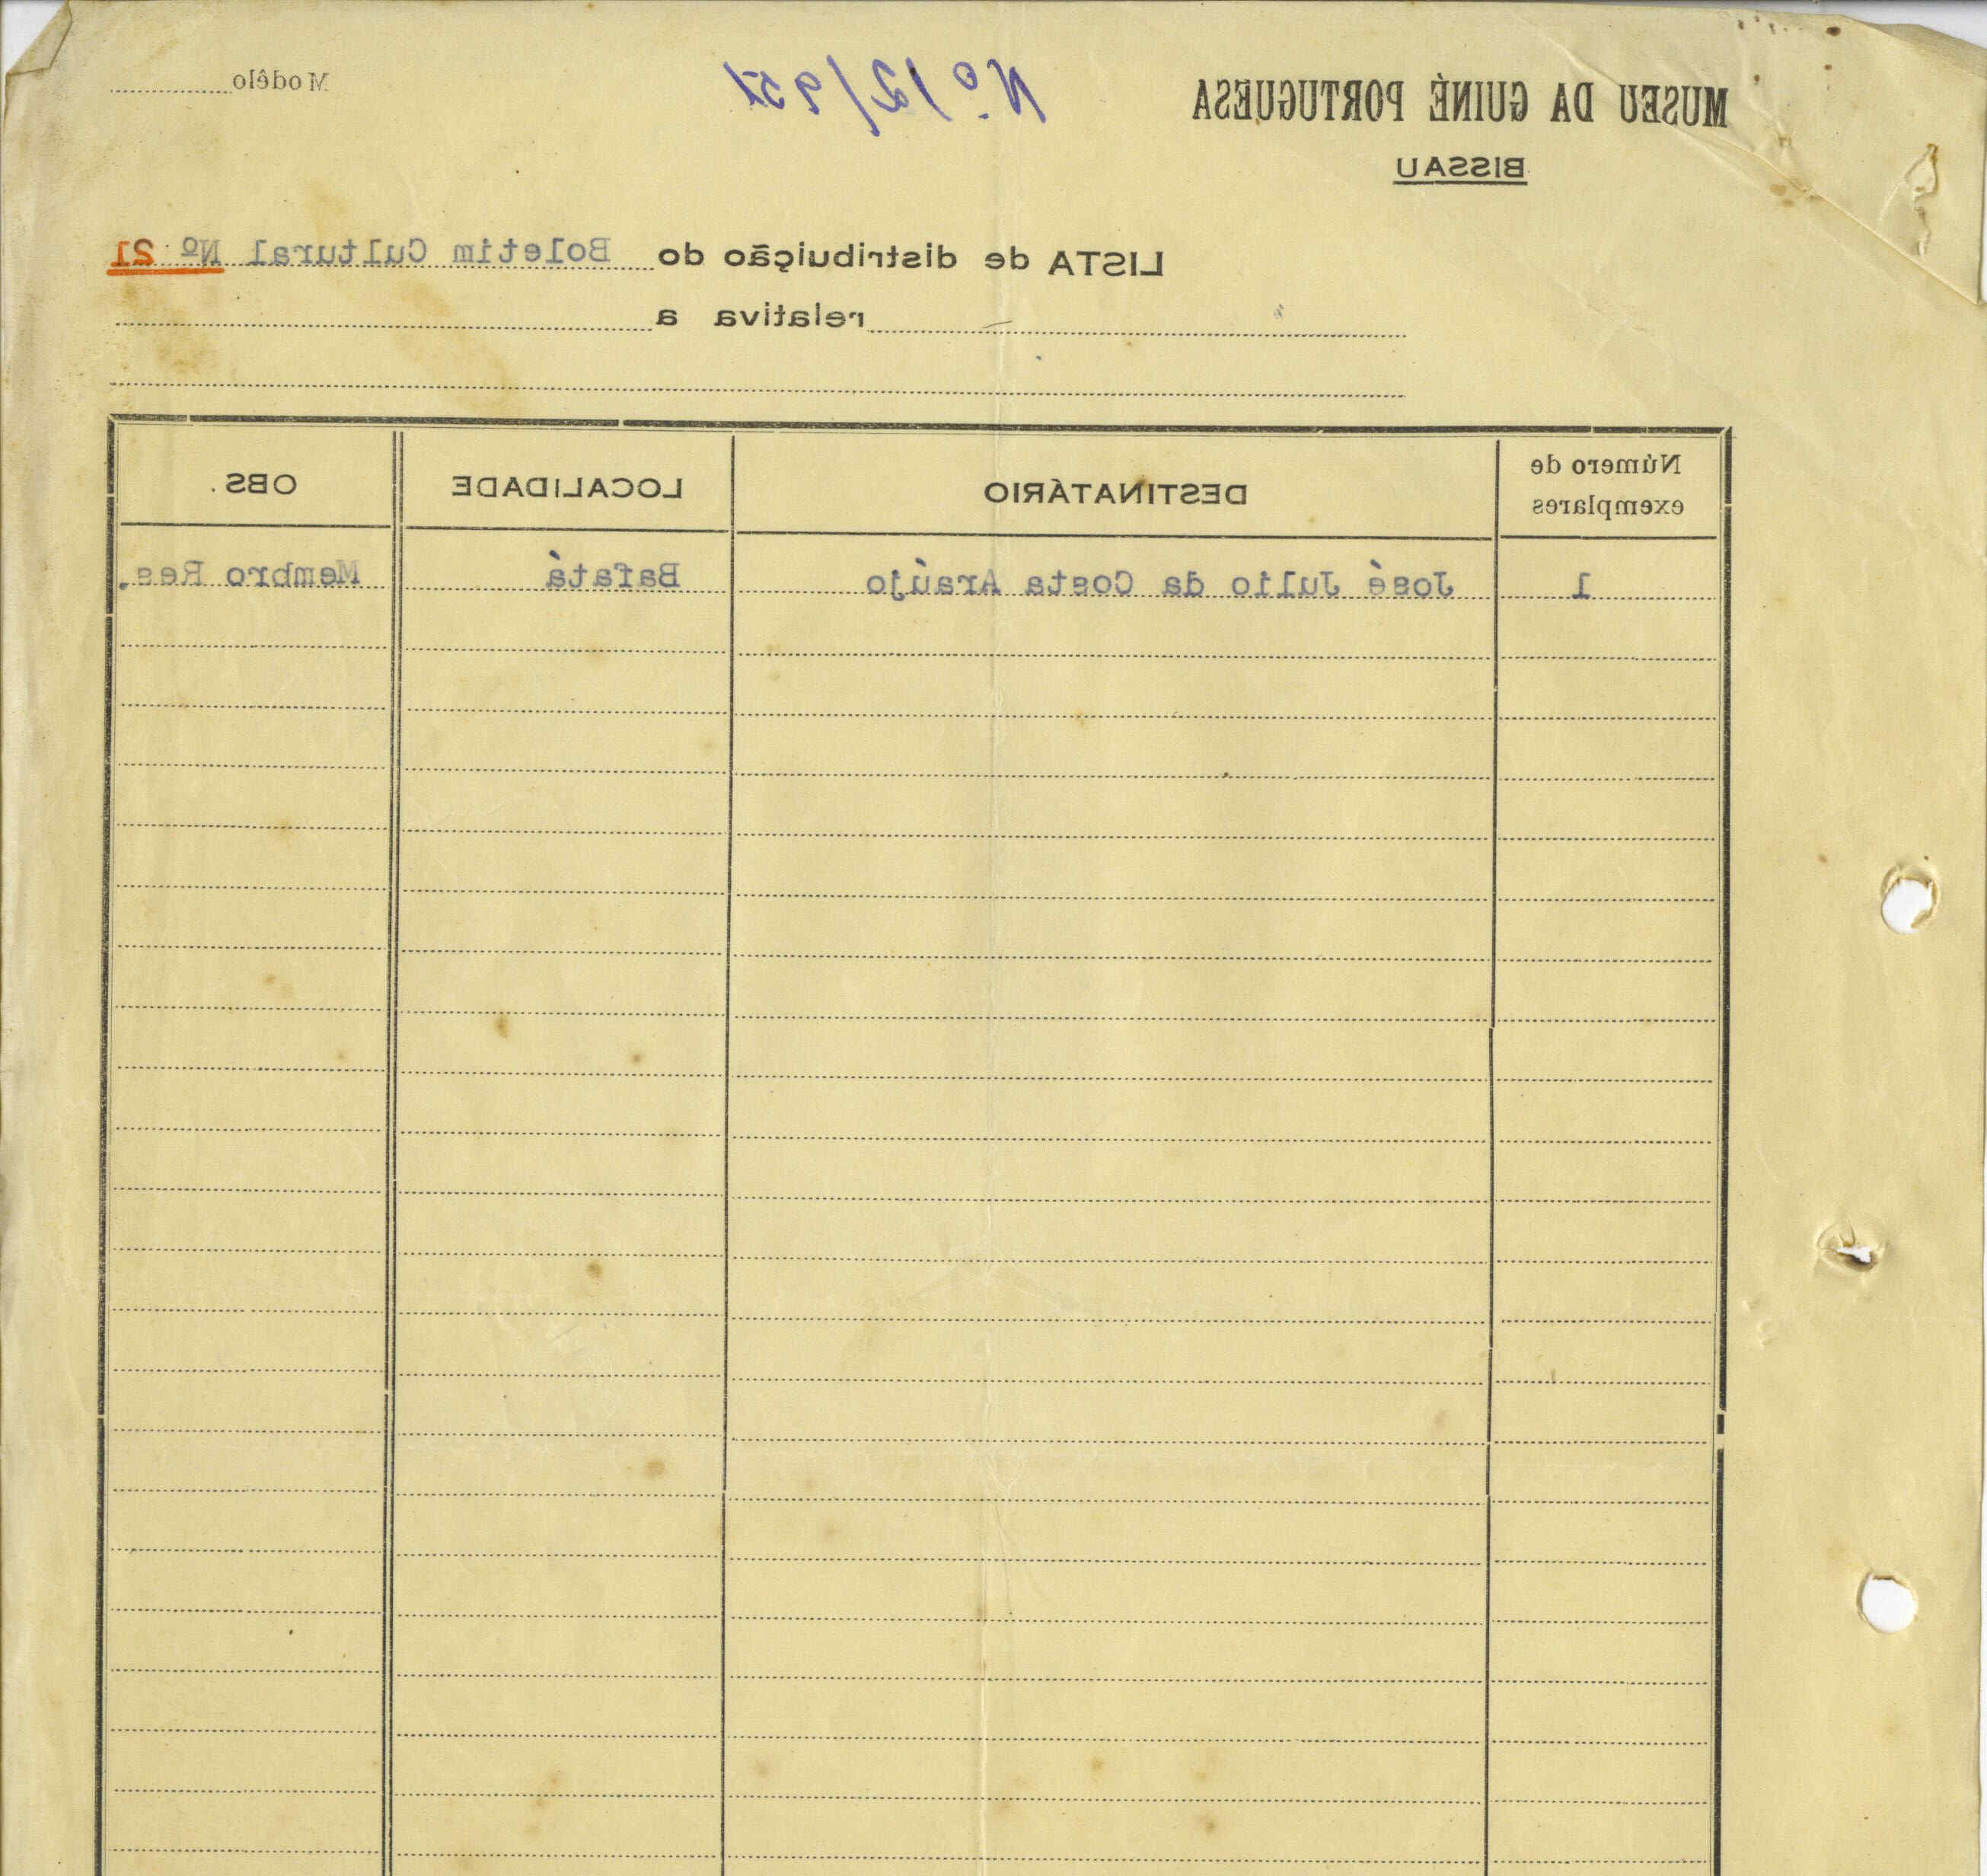 MUSEU DA GUINÉ PORTUGUESA
BISSAU
N.º 12/951
Modêlo
LISTA de distribuição do Boletim Cultural Nº 21
relativa a
Número de exemplares
DESTINATÁRIO
LOCALIDADE
OBS.
1 José Julio da Costa Araújo Bafatá Membro Res.